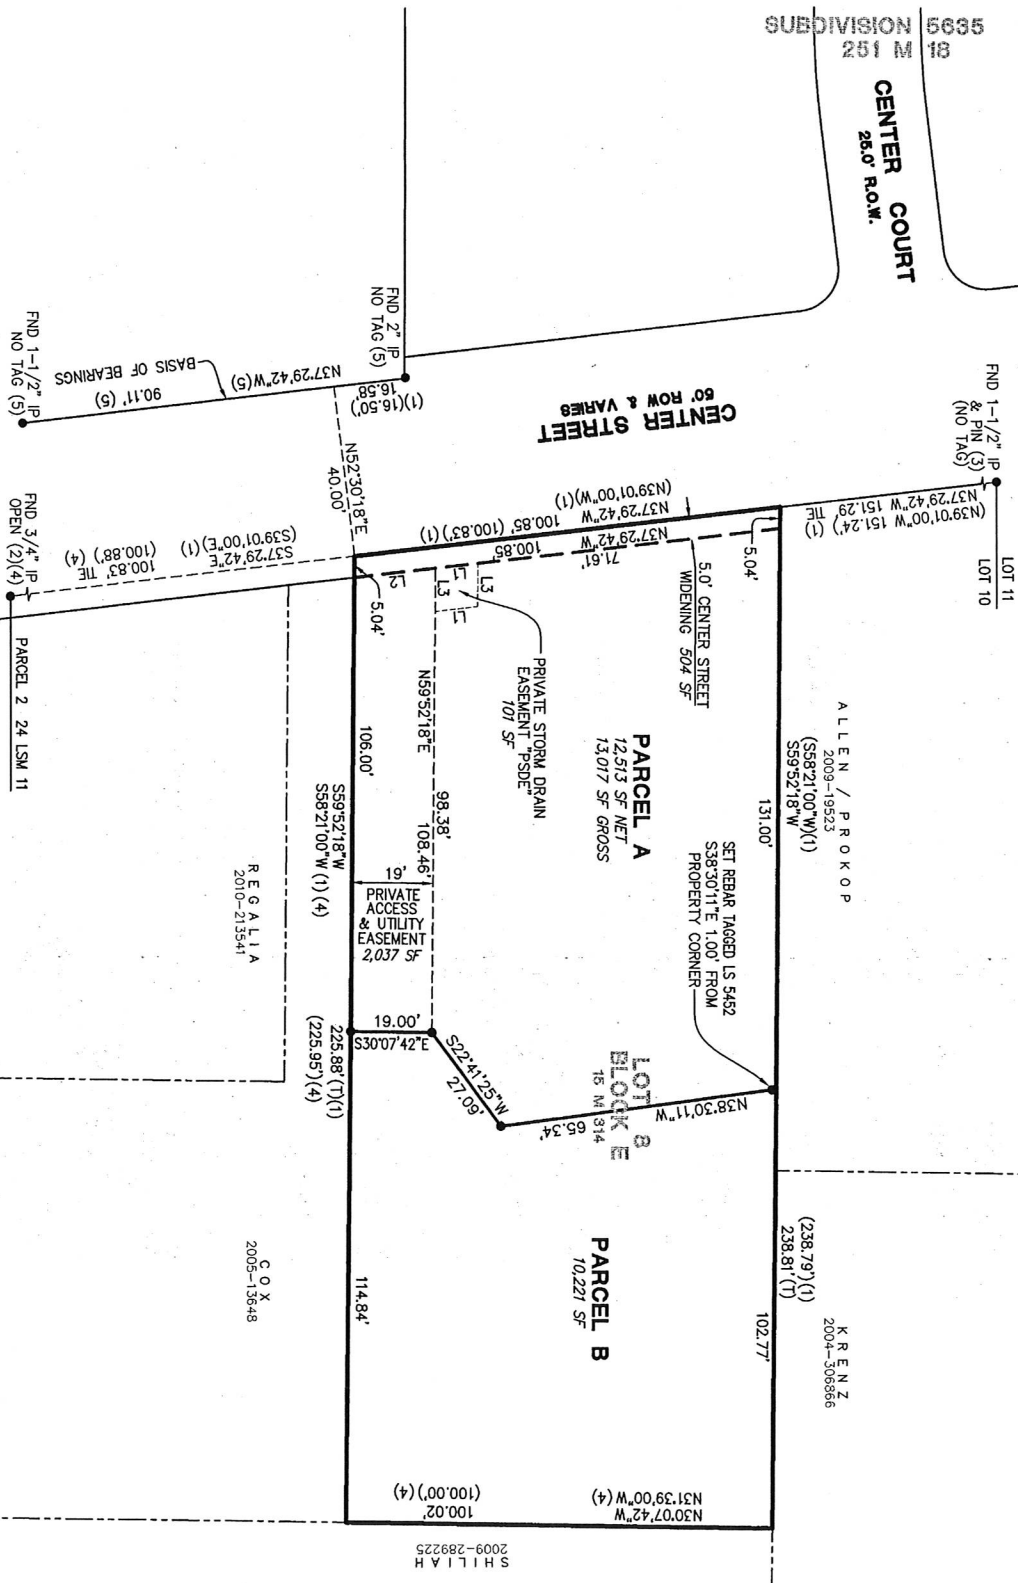 SUBDIVISION 5635
251 M 18
CENTER COURT
25.0' R.O.W.
FND 1-1/2" IP
& PIN (3)
(NO TAG)
LOT 11
LOT 10
(N39°01'00"W 151.24') (1)
N37°29'42"W 151.29' TIE
CENTER STREET
60' ROW & VARIES
FND 2" IP
NO TAG (5)
(1)(16.50')
16.58'
N37°29'42"W(5)
90.11' (5)
BASIS OF BEARINGS
FND 1-1/2" IP
NO TAG (5)
N52°30'18"E
40.00'
FND 3/4" IP
OPEN (2)(4)
S37°29'42"E
(S39°01'00"E) (1)
100.83' TIE
(100.88') (4)
PARCEL 2 24 LSM 11
(N39°01'00"W)(1)
N37°29'42"W
100.85' (100.83') (1)
N37°29'42"W
100.85'
71.61'
5.04'
5.0' CENTER STREET
WIDENING 504 SF
L3
L1
L1
L3
L2
5.04'
PRIVATE STORM DRAIN
EASEMENT "PSDE"
101 SF
ALLEN / PROKOP
2009-19523
(S58°21'00"W)(1)
S59°52'18"W
131.00'
PARCEL A
12,513 SF NET
13,017 SF GROSS
SET REBAR TAGGED LS 5452
S38°30'11"E 1.00' FROM
PROPERTY CORNER
N59°52'18"E
98.38'
108.46'
106.00'
S59°52'18"W
S58°21'00"W (1) (4)
19'
PRIVATE
ACCESS
& UTILITY
EASEMENT
2,037 SF
REGALIA
2010-213541
19.00'
S30°07'42"E
S22°41'25"W
27.09'
N38°30'11"W
65.34'
LOT 8
BLOCK E
15 M 314
225.88'(T)(1)
(225.95')(4)
(238.79')(1)
238.81'(T)
KRENZ
2004-306866
PARCEL B
10,221 SF
102.77'
114.84'
COX
2005-13648
N30°07'42"W
N31°39'00"W (4)
100.02'
(100.00') (4)
SHILIAH
2009-289225